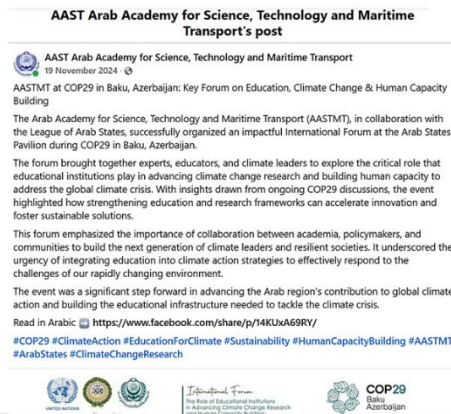 AAST Arab Academy for Science, Technology and Maritime
Transport's post
AAST Arab Academy for Science, Technology and Maritime Transport
19 November 2024 ·
AASTMT at COP29 in Baku, Azerbaijan: Key Forum on Education, Climate Change & Human Capacity
Building
The Arab Academy for Science, Technology and Maritime Transport (AASTMT), in collaboration with
the League of Arab States, successfully organized an impactful International Forum at the Arab States
Pavilion during COP29 in Baku, Azerbaijan.
The forum brought together experts, educators, and climate leaders to explore the critical role that
educational institutions play in advancing climate change research and building human capacity to
address the global climate crisis. With insights drawn from ongoing COP29 discussions, the event
highlighted how strengthening education and research frameworks can accelerate innovation and
foster sustainable solutions.
This forum emphasized the importance of collaboration between academia, policymakers, and
communities to build the next generation of climate leaders and resilient societies. It underscored the
urgency of integrating education into climate action strategies to effectively respond to the
challenges of our rapidly changing environment.
The event was a significant step forward in advancing the Arab region's contribution to global climate
action and building the educational infrastructure needed to tackle the climate crisis.
Read in Arabic ➡ https://www.facebook.com/share/p/14KUxA69RY/
#COP29 #ClimateAction #EducationForClimate #Sustainability #HumanCapacityBuilding #AASTMT
#ArabStates #ClimateChangeResearch
UNITED NATIONS
International Forum
The Role of Educational Institutions
in Advancing Climate Change Research
COP29
Baku
Azerbaijan